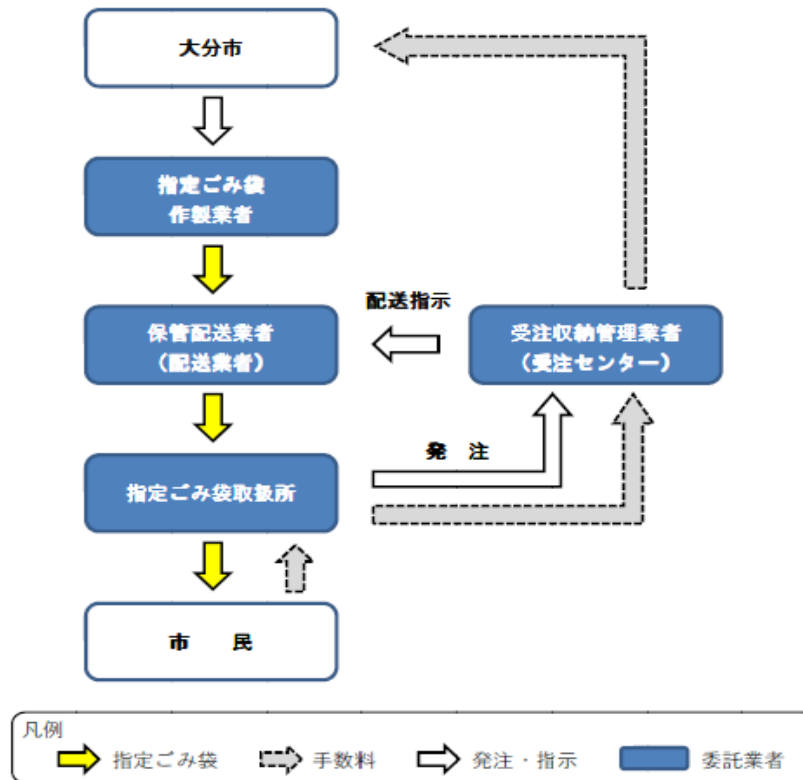 大分市
指定ごみ袋
作製業者
配送指示
保管配送業者
（配送業者）
受注収納管理業者
（受注センター）
発　注
指定ごみ袋取扱所
市　　民
凡例
指定ごみ袋
手数料
発注・指示
委託業者